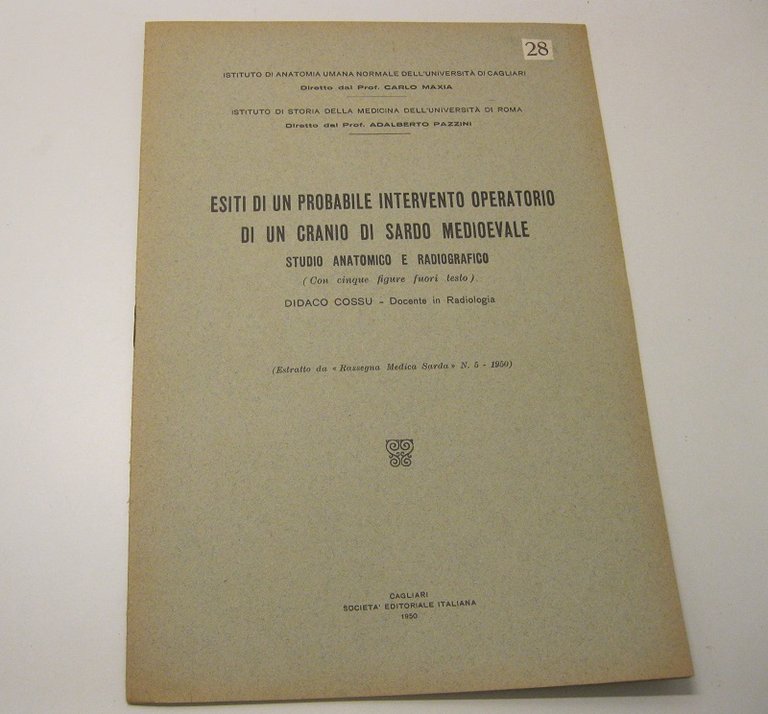 28
ISTITUTO DI ANATOMIA UMANA NORMALE DELL'UNIVERSITÀ DI CAGLIARI
Diretto dal Prof. CARLO MAXIA
ISTITUTO DI STORIA DELLA MEDICINA DELL'UNIVERSITÀ DI ROMA
Diretto dal Prof. ADALBERTO PAZZINI
ESITI DI UN PROBABILE INTERVENTO OPERATORIO
DI UN CRANIO DI SARDO MEDIOEVALE
STUDIO ANATOMICO E RADIOGRAFICO
(Con cinque figure fuori testo)
DIDACO COSSU - Docente in Radiologia
(Estratto da « Rassegna Medica Sarda » N. 5 - 1950)
CAGLIARI
SOCIETA' EDITORIALE ITALIANA
1950